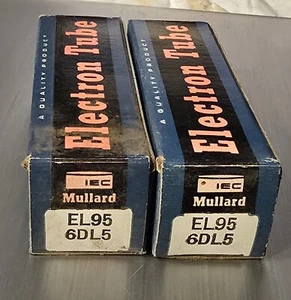 A QUALITY PRODUCT
Electron Tube
IEC
Mullard
EL95
6DL5
A QUALITY PRODUCT
Electron Tube
IEC
Mullard
EL95
6DL5